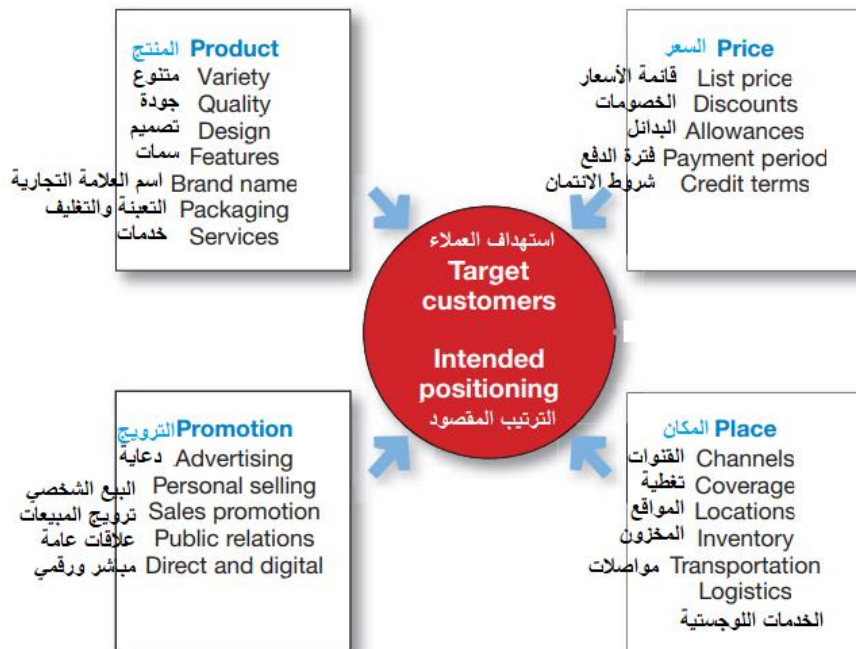 المنتج Product
متنوع Variety
جودة Quality
تصميم Design
سمات Features
اسم العلامة التجارية Brand name
التعبئة والتغليف Packaging
خدمات Services
السعر Price
قائمة الأسعار List price
الخصومات Discounts
البدائل Allowances
فترة الدفع Payment period
شروط الائتمان Credit terms
استهداف العملاء
Target
customers
Intended
positioning
الترتيب المقصود
الترويج Promotion
دعاية Advertising
البيع الشخصي Personal selling
ترويج المبيعات Sales promotion
علاقات عامة Public relations
مباشر ورقمي Direct and digital
المكان Place
القنوات Channels
تغطية Coverage
المواقع Locations
المخزون Inventory
مواصلات Transportation
Logistics
الخدمات اللوجستية